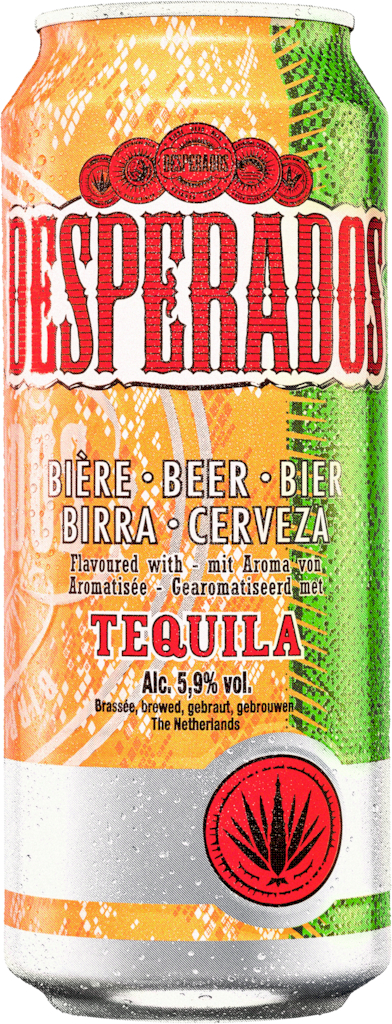 DESPERADOS
DESPERADOS
BIÈRE · BEER · BIER
BIRRA · CERVEZA
Flavoured with - mit Aroma von
Aromatisée - Gearomatiseerd met
TEQUILA
Alc. 5,9% vol.
Brassée, brewed, gebraut, gebrouwen
The Netherlands